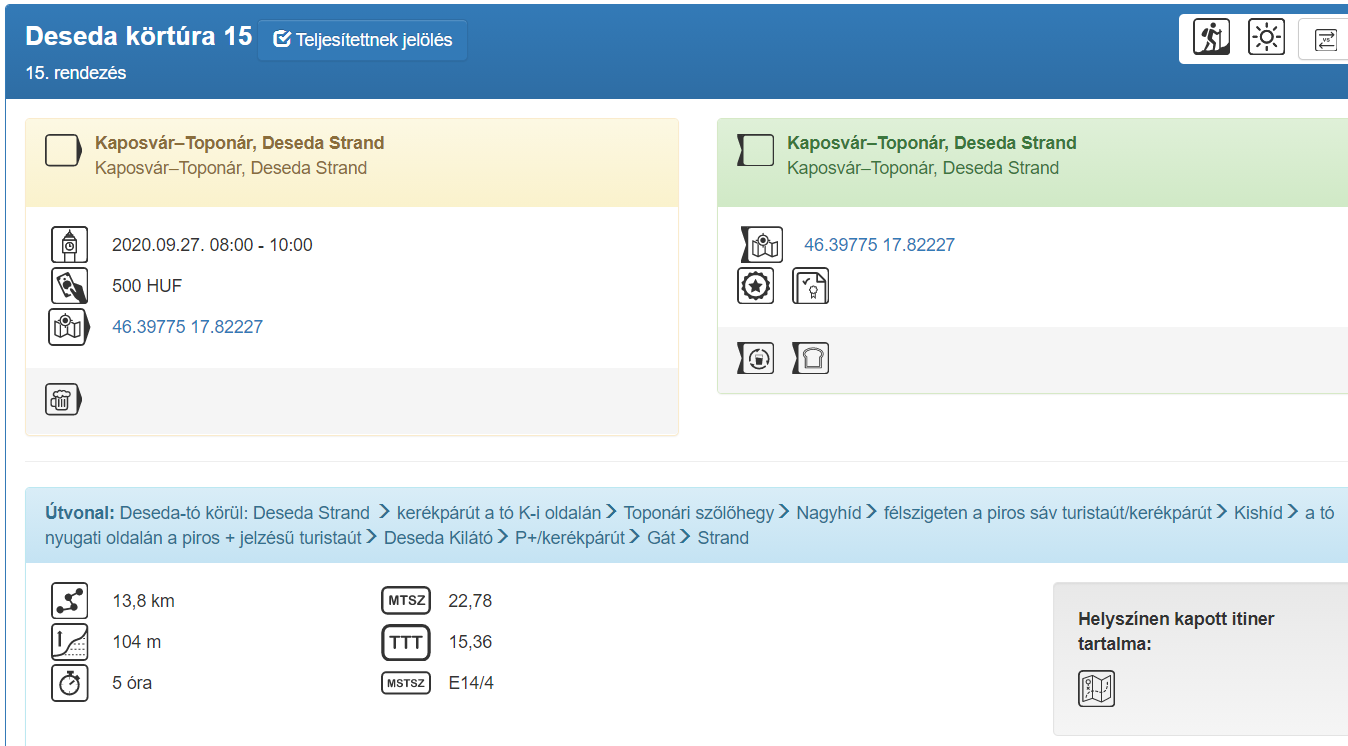 Deseda körtúra 15
Teljesítettnek jelölés
15. rendezés
VS
Kaposvár–Toponár, Deseda Strand
Kaposvár–Toponár, Deseda Strand
2020.09.27. 08:00 - 10:00
500 HUF
46.39775 17.82227
Kaposvár–Toponár, Deseda Strand
Kaposvár–Toponár, Deseda Strand
46.39775 17.82227
Útvonal: Deseda-tó körül: Deseda Strand > kerékpárút a tó K-i oldalán > Toponári szölöhegy > Nagyhíd > félszigeten a piros sáv turistaút/kerékpárút > Kishíd > a tó
nyugati oldalán a piros + jelzésű turistaút > Deseda Kilátó > P+/kerékpárút > Gát > Strand
13,8 km
104 m
5 óra
MTSZ 22,78
TTT 15,36
MSTSZ E14/4
Helyszínen kapott itiner
tartalma: